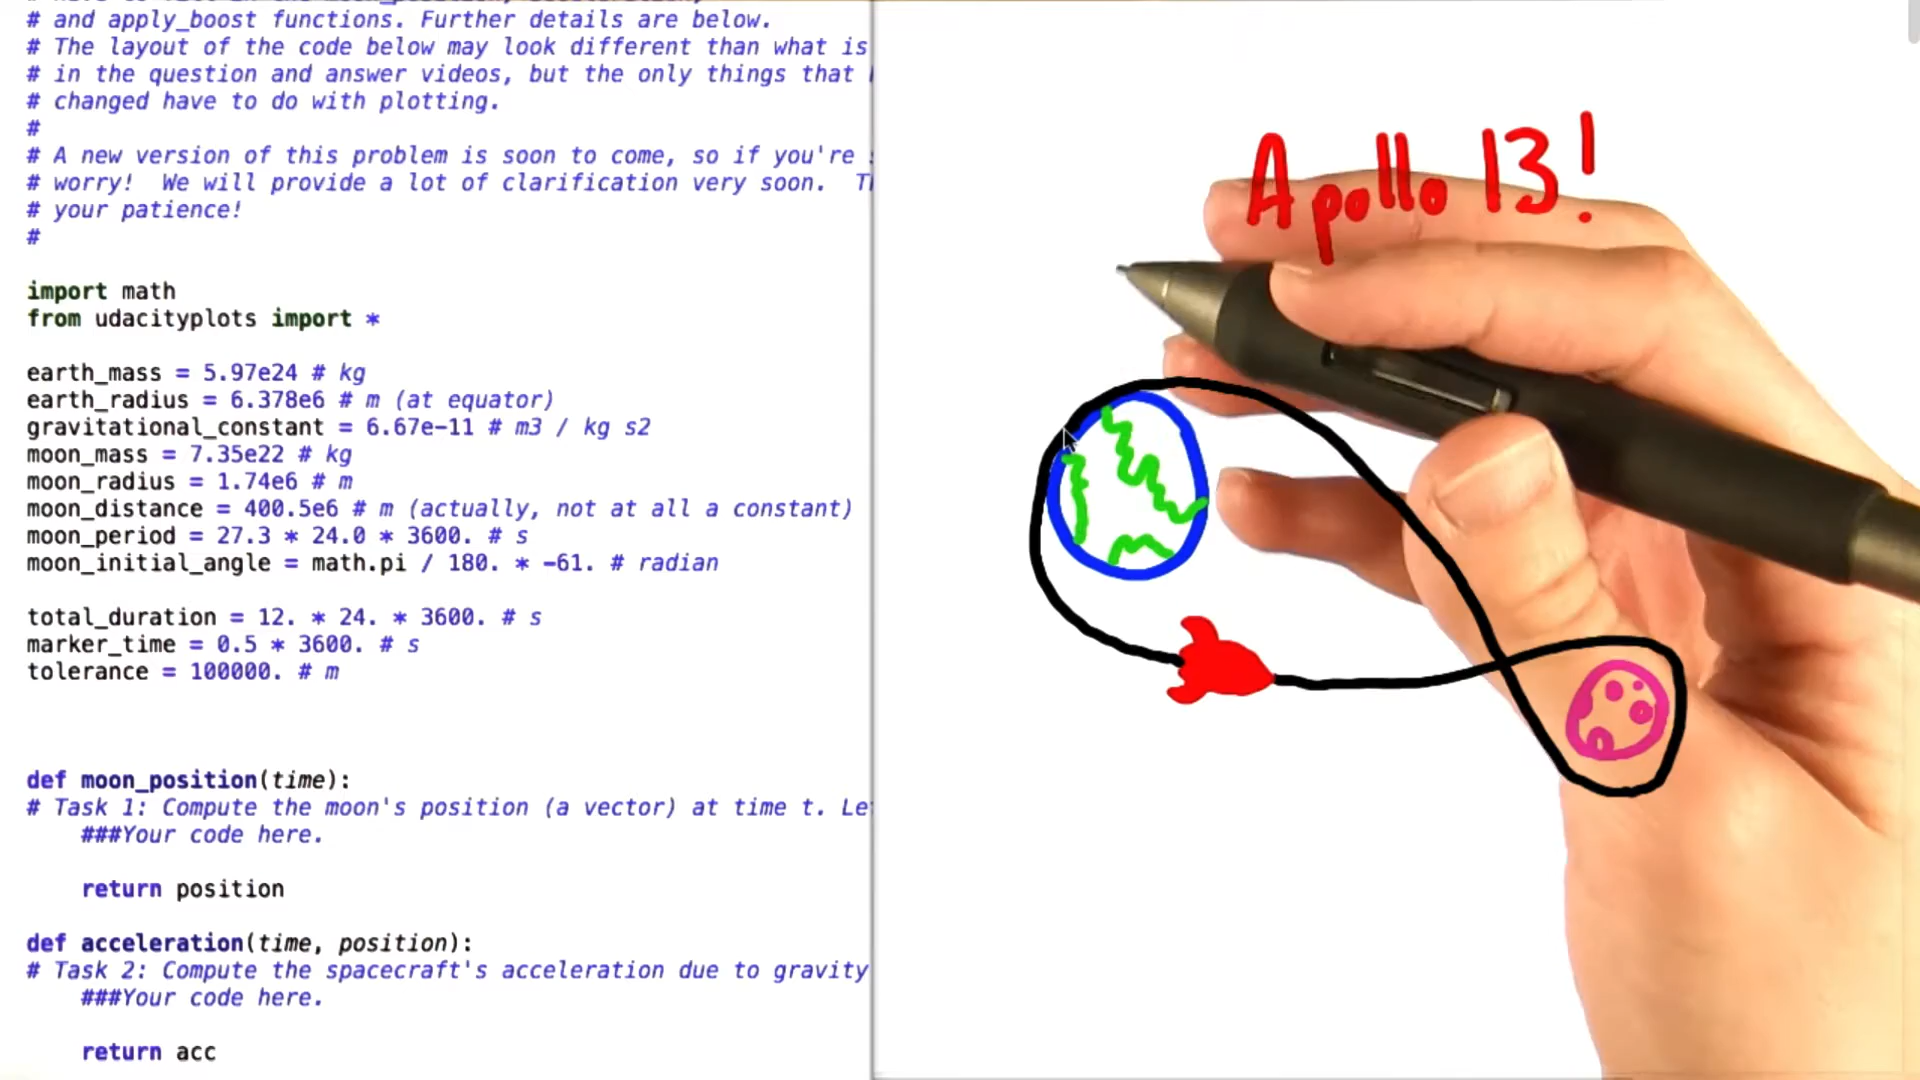 # and apply_boost functions. Further details are below.
# The layout of the code below may look different than what is
# in the question and answer videos, but the only things that
# changed have to do with plotting.
#
# A new version of this problem is soon to come, so if you're
# worry!  We will provide a lot of clarification very soon.
# your patience!
#
import math
from udacityplots import *
earth_mass = 5.97e24 # kg
earth_radius = 6.378e6 # m (at equator)
gravitational_constant = 6.67e-11 # m3 / kg s2
moon_mass = 7.35e22 # kg
moon_radius = 1.74e6 # m
moon_distance = 400.5e6 # m (actually, not at all a constant)
moon_period = 27.3 * 24.0 * 3600. # s
moon_initial_angle = math.pi / 180. * -61. # radian
total_duration = 12. * 24. * 3600. # s
marker_time = 0.5 * 3600. # s
tolerance = 100000. # m
def moon_position(time):
# Task 1: Compute the moon's position (a vector) at time t.
###Your code here.
return position
def acceleration(time, position):
# Task 2: Compute the spacecraft's acceleration due to gravity
###Your code here.
return acc
Apollo 13!